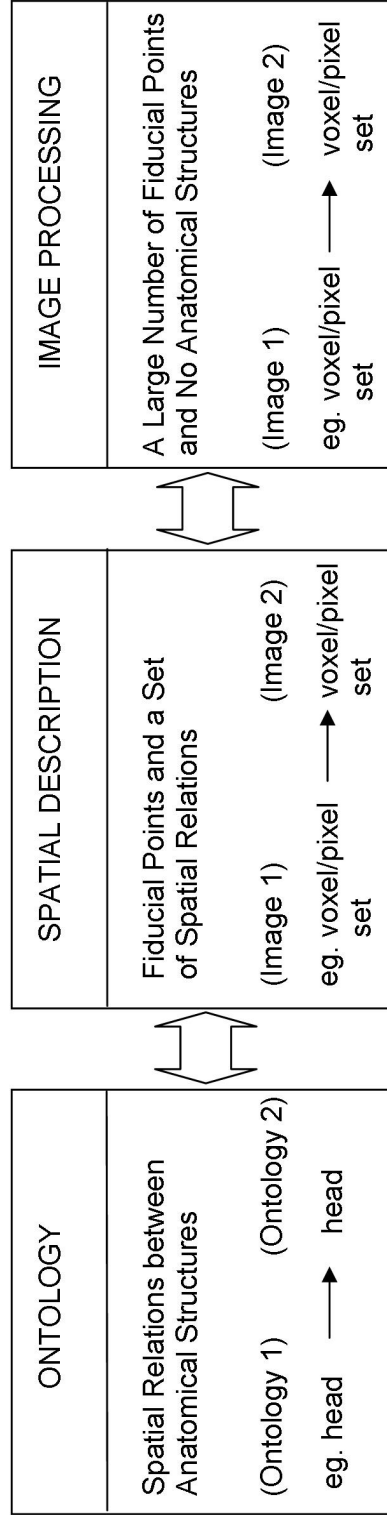 ONTOLOGY
Spatial Relations between
Anatomical Structures
(Ontology 1) (Ontology 2)
eg. head head
SPATIAL DESCRIPTION
Fiducial Points and a Set
of Spatial Relations
(Image 1) (Image 2)
eg. voxel/pixel voxel/pixel
set set
IMAGE PROCESSING
A Large Number of Fiducial Points
and No Anatomical Structures
(Image 1) (Image 2)
eg. voxel/pixel voxel/pixel
set set